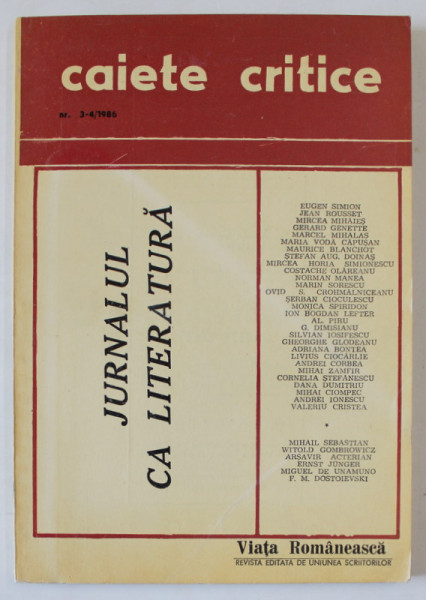 caiete critice
nr. 3-4/1986
JURNALUL
CA LITERATURĂ
EUGEN SIMION
JEAN ROUSSET
MIRCEA MIHĂIEȘ
GERARD GENETTE
MARCEL MIHALAȘ
MARIA VODĂ CĂPUȘAN
MAURICE BLANCHOT
ȘTEFAN AUG. DOINAȘ
MIRCEA HORIA SIMIONESCU
COSTACHE OLĂREANU
NORMAN MANEA
MARIN SORESCU
OVID S. CROHMĂLNICEANU
ȘERBAN CIOCULESCU
MONICA SPIRIDON
ION BOGDAN LEFTER
AL. PIRU
G. DIMISIANU
SILVIAN IOSIFESCU
GHEORGHE GLODEANU
ADRIANA BONTEA
LIVIUS CIOCÂRLIE
ANDREI CORBEA
MIHAI ZAMFIR
CORNELIA ȘTEFĂNESCU
DANA DUMITRIU
MIHAI CIOMPEC
ANDREI IONESCU
VALERIU CRISTEA
*
MIHAIL SEBASTIAN
WITOLD GOMBROWICZ
ARȘAVIR ACTERIAN
ERNST JÜNGER
MIGUEL DE UNAMUNO
F. M. DOSTOIEVSKI
Viața Românească
REVISTA EDITATA DE UNIUNEA SCRIITORILOR